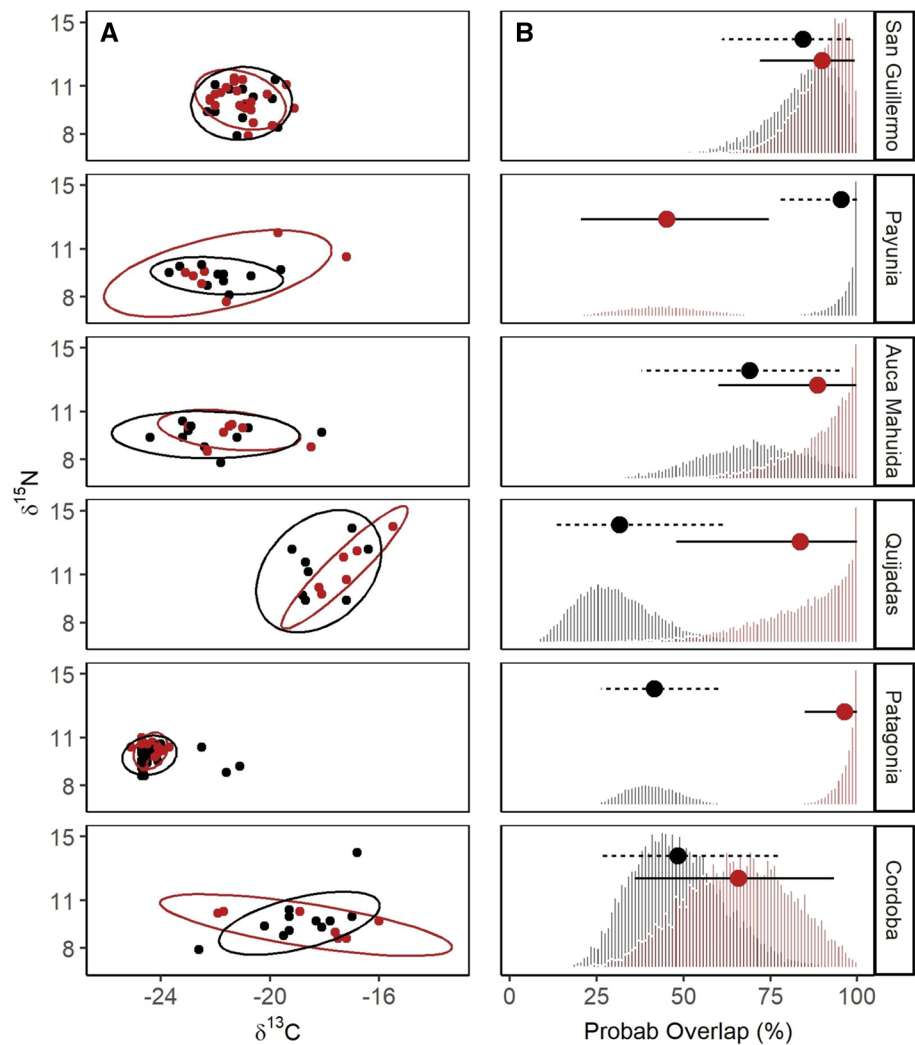 A
B
15
11
8
San Guillermo
15
11
8
Payunia
15
11
8
Auca Mahuida
15
11
8
Quijadas
15
11
8
Patagonia
15
11
8
Cordoba
δ15N
-24
-20
-16
δ13C
0
25
50
75
100
Probab Overlap (%)